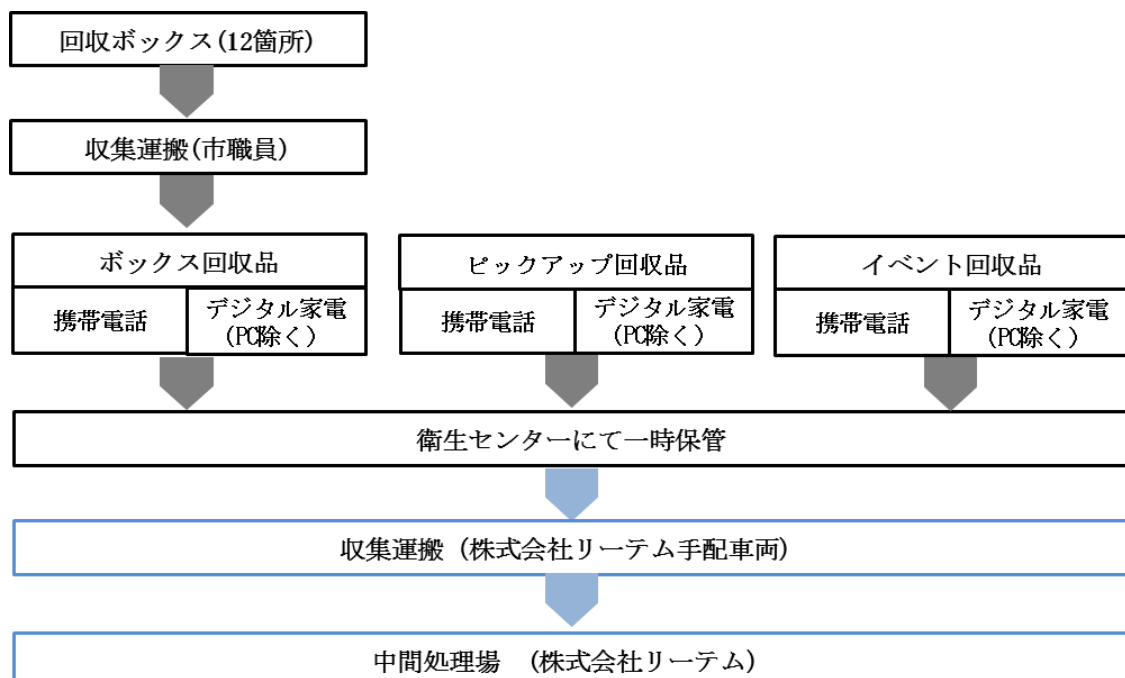 回収ボックス(12箇所)
収集運搬(市職員)
ボックス回収品
携帯電話
デジタル家電
(PC除く)
ピックアップ回収品
携帯電話
デジタル家電
(PC除く)
イベント回収品
携帯電話
デジタル家電
(PC除く)
衛生センターにて一時保管
収集運搬（株式会社リーテム手配車両）
中間処理場　（株式会社リーテム）